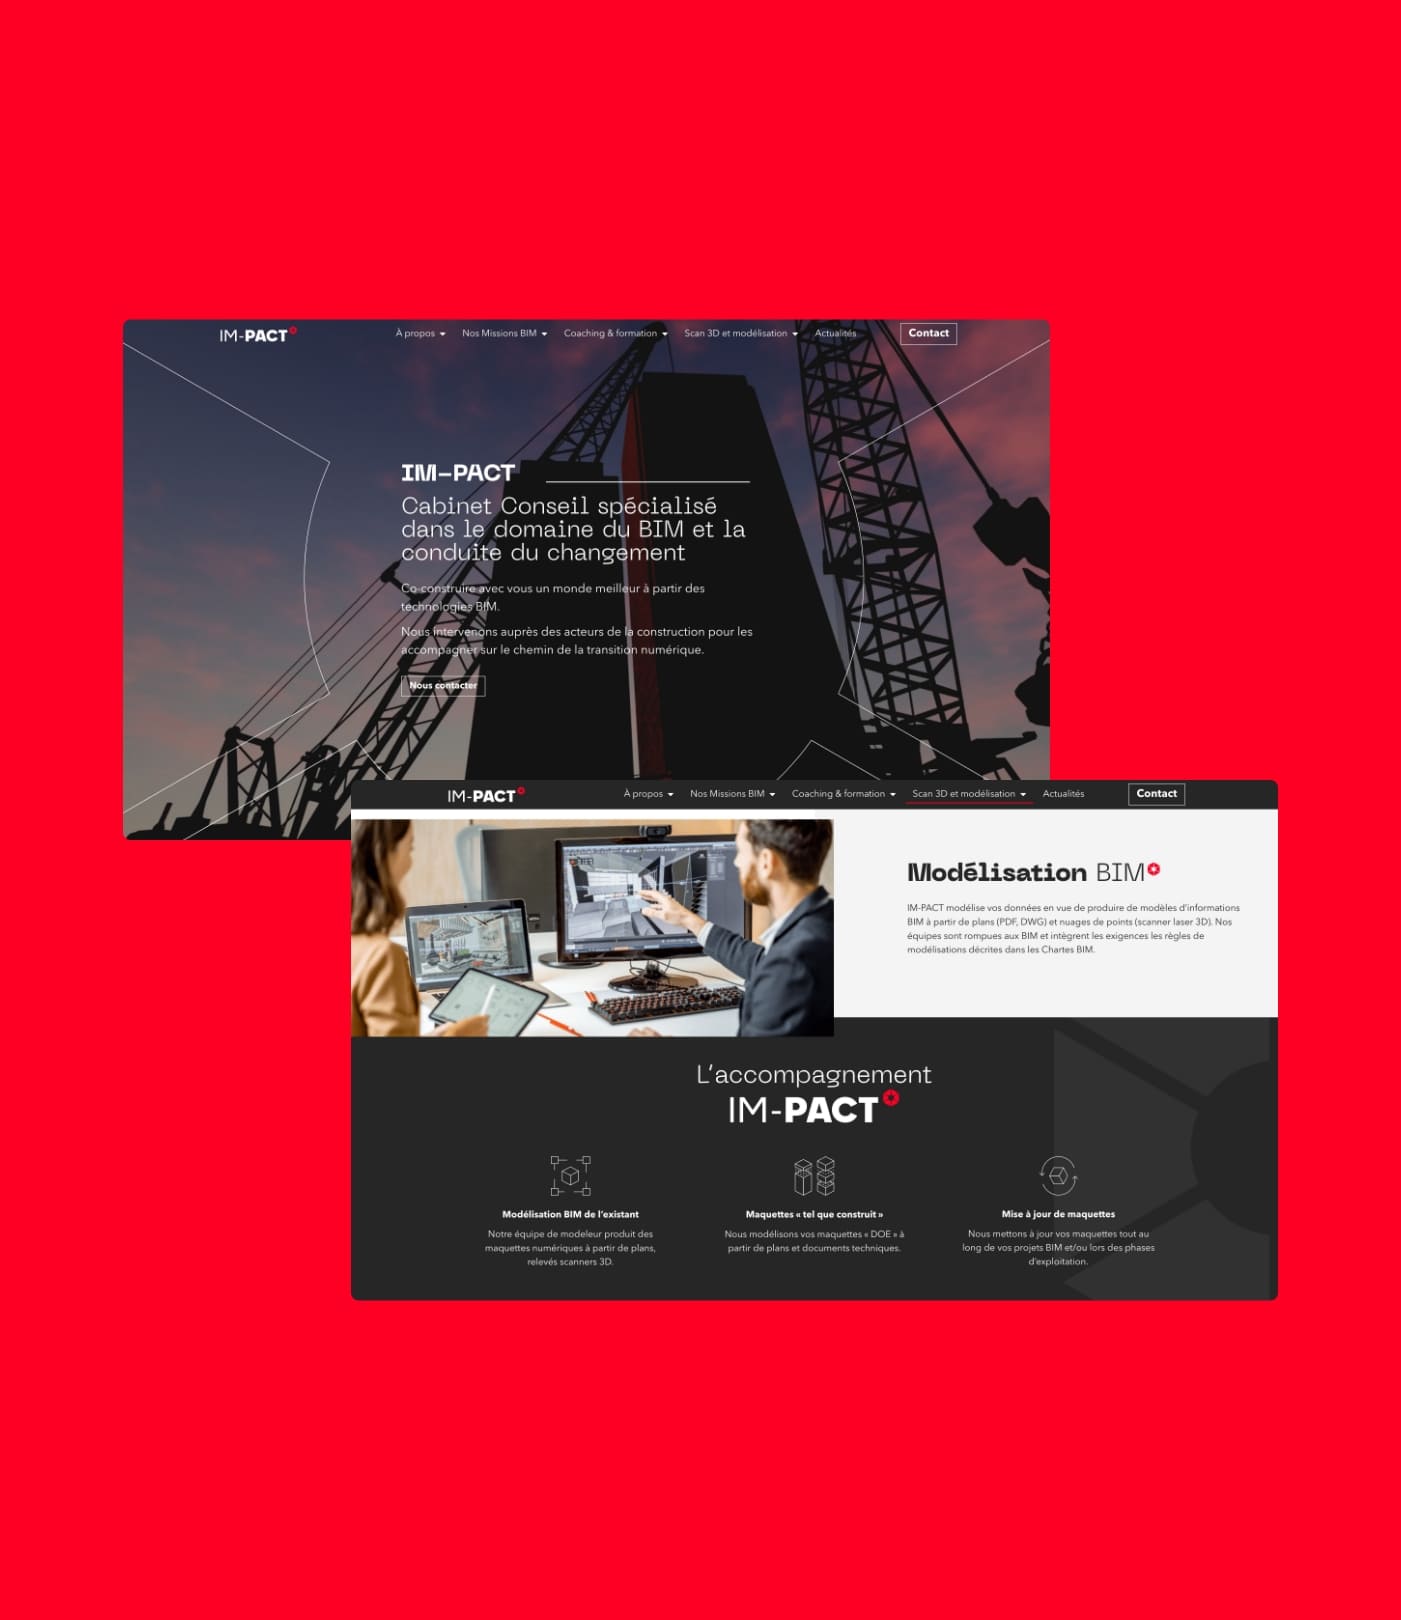 IM-PACT
À propos Nos Missions BIM Coaching & formation Scan 3D et modélisation Actualités Contact
IM-PACT
Cabinet Conseil spécialisé
dans le domaine du BIM et la
conduite du changement
Co-construire avec vous un monde meilleur à partir des
technologies BIM.
Nous intervenons auprès des acteurs de la construction pour les
accompagner sur le chemin de la transition numérique.
Nous contacter
IM-PACT
À propos Nos Missions BIM Coaching & formation Scan 3D et modélisation Actualités Contact
Modélisation BIM
IM-PACT modélise vos données en vue de produire de modèles d'informations
BIM à partir de plans (PDF, DWG) et nuages de points (scanner laser 3D). Nos
équipes sont rompues aux BIM et intègrent les exigences les règles de
modélisations décrites dans les Chartes BIM.
L'accompagnement
IM-PACT
Modélisation BIM de l'existant
Notre équipe de modeleur produit des
maquettes numériques à partir de plans,
relevés scanners 3D.
Maquettes « tel que construit »
Nous modélisons vos maquettes « DOE » à
partir de plans et documents techniques.
Mise à jour de maquettes
Nous mettons à jour vos maquettes tout au
long de vos projets BIM et/ou lors des phases
d'exploitation.